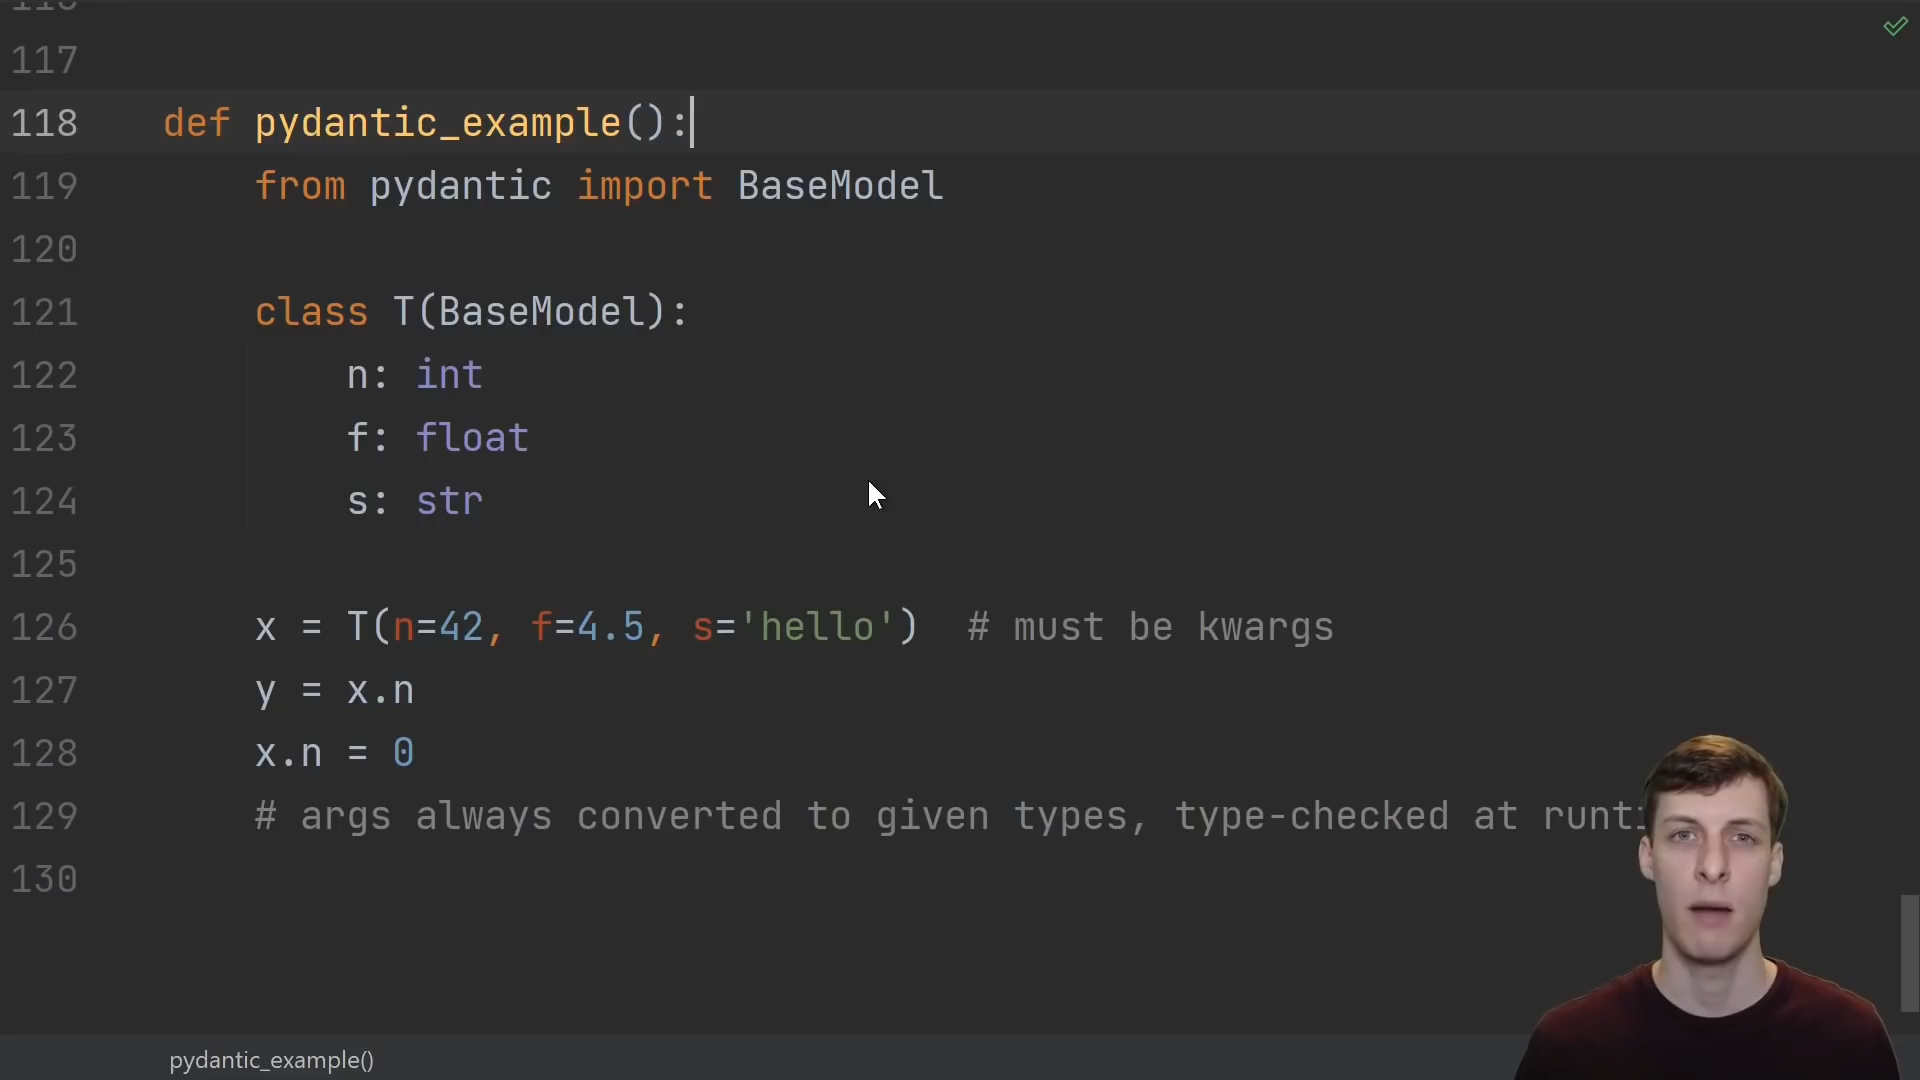 117
118 def pydantic_example():
119 from pydantic import BaseModel
120
121 class T(BaseModel):
122 n: int
123 f: float
124 s: str
125
126 x = T(n=42, f=4.5, s='hello')  # must be kwargs
127 y = x.n
128 x.n = 0
129 # args always converted to given types, type-checked at
130
pydantic_example()